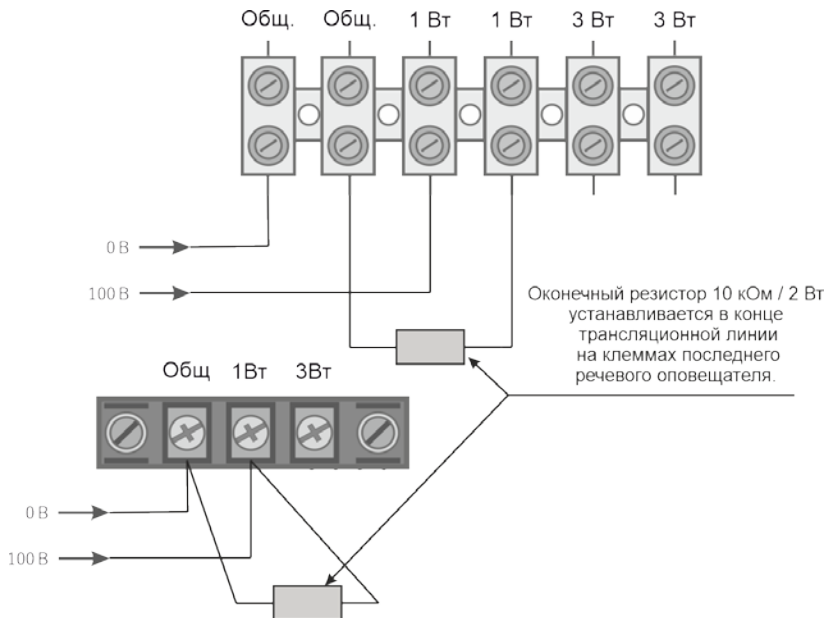 Общ. Общ. 1 Вт 1 Вт 3 Вт 3 Вт
0 В
100 В
Оконечный резистор 10 кОм / 2 Вт
устанавливается в конце
трансляционной линии
на клеммах последнего
речевого оповещателя.
Общ 1Вт 3Вт
0 В
100 В